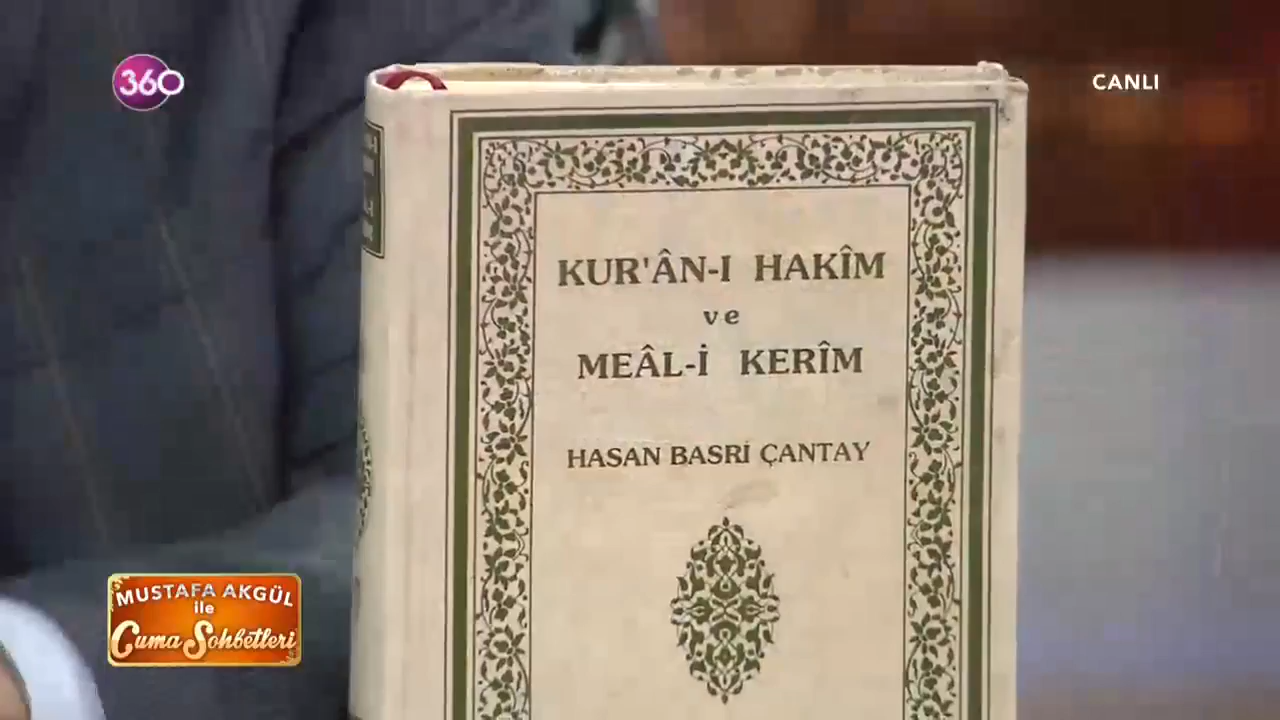 360
CANLI
KUR'ÂN-I HAKÎM
ve
MEÂL-İ KERÎM
HASAN BASRİ ÇANTAY
MUSTAFA AKGÜL
ile
Cuma Sohbetleri